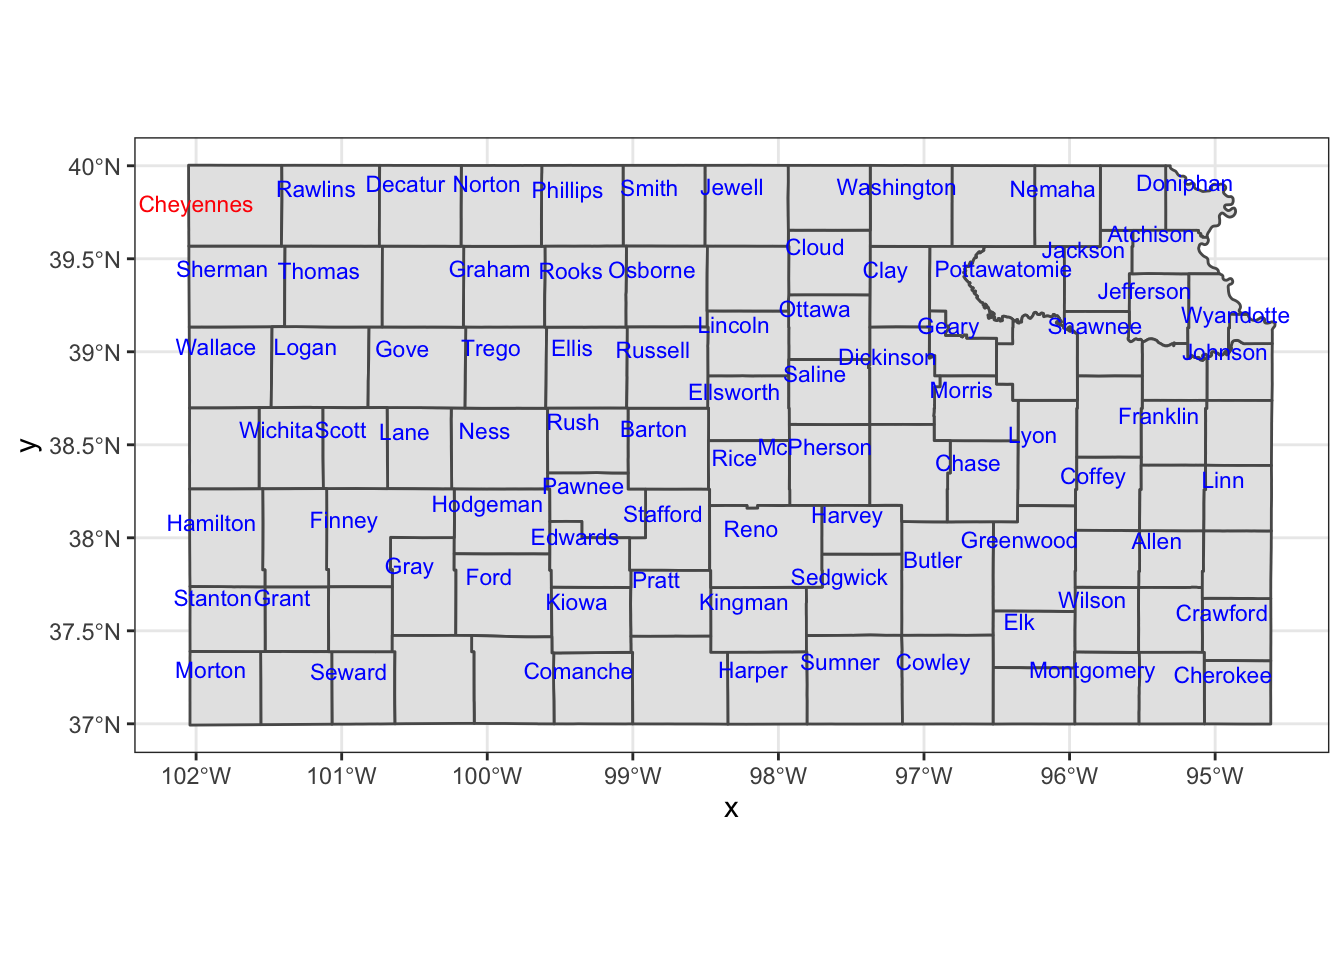 40°N
39.5°N
39°N
38.5°N
38°N
37.5°N
37°N
y
Cheyennes
Rawlins
Decatur
Norton
Phillips
Smith
Jewell
Washington
Nemaha
Doniphan
Atchison
Cloud
Jackson
Sherman
Thomas
Graham
Rooks
Osborne
Clay
Pottawatomie
Jefferson
Ottawa
Wyandotte
Lincoln
Geary
Shawnee
Wallace
Logan
Gove
Trego
Ellis
Russell
Dickinson
Johnson
Saline
Ellsworth
Morris
Franklin
Wichita
Scott
Lane
Ness
Rush
Barton
Lyon
McPherson
Rice
Chase
Coffey
Linn
Pawnee
Hodgeman
Stafford
Harvey
Hamilton
Finney
Reno
Edwards
Greenwood
Allen
Gray
Butler
Ford
Pratt
Sedgwick
Stanton
Grant
Kiowa
Kingman
Wilson
Crawford
Elk
Sumner
Cowley
Morton
Seward
Comanche
Harper
Montgomery
Cherokee
102°W
101°W
100°W
99°W
98°W
97°W
96°W
95°W
x